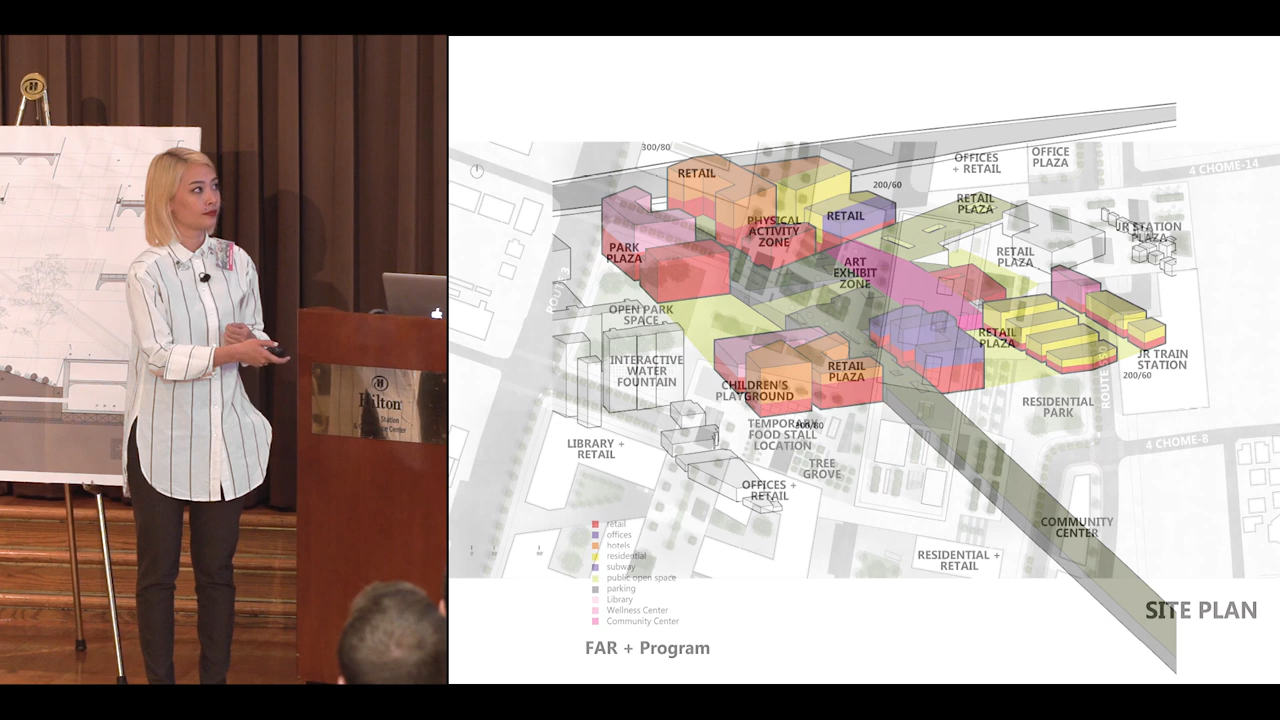 Hilton
Station
Center
300/80
RETAIL
OFFICES
+ RETAIL
OFFICE
PLAZA
4 CHOME-14
200/60
RETAIL
PLAZA
PHYSICAL
ACTIVITY
ZONE
RETAIL
JR STATION
PLAZA
PARK
PLAZA
ART
EXHIBIT
ZONE
RETAIL
PLAZA
OPEN PARK
SPACE
RETAIL
PLAZA
INTERACTIVE
WATER
FOUNTAIN
JR TRAIN
STATION
200/60
CHILDREN'S
PLAYGROUND
RETAIL
PLAZA
RESIDENTIAL
PARK
TEMPORARY
FOOD STALL
LOCATION
LIBRARY +
RETAIL
4 CHOME-8
TREE
GROVE
OFFICES +
RETAIL
COMMUNITY
CENTER
RESIDENTIAL +
RETAIL
retail
offices
hotels
residential
subway
public open space
parking
Library
Wellness Center
Community Center
FAR + Program
SITE PLAN